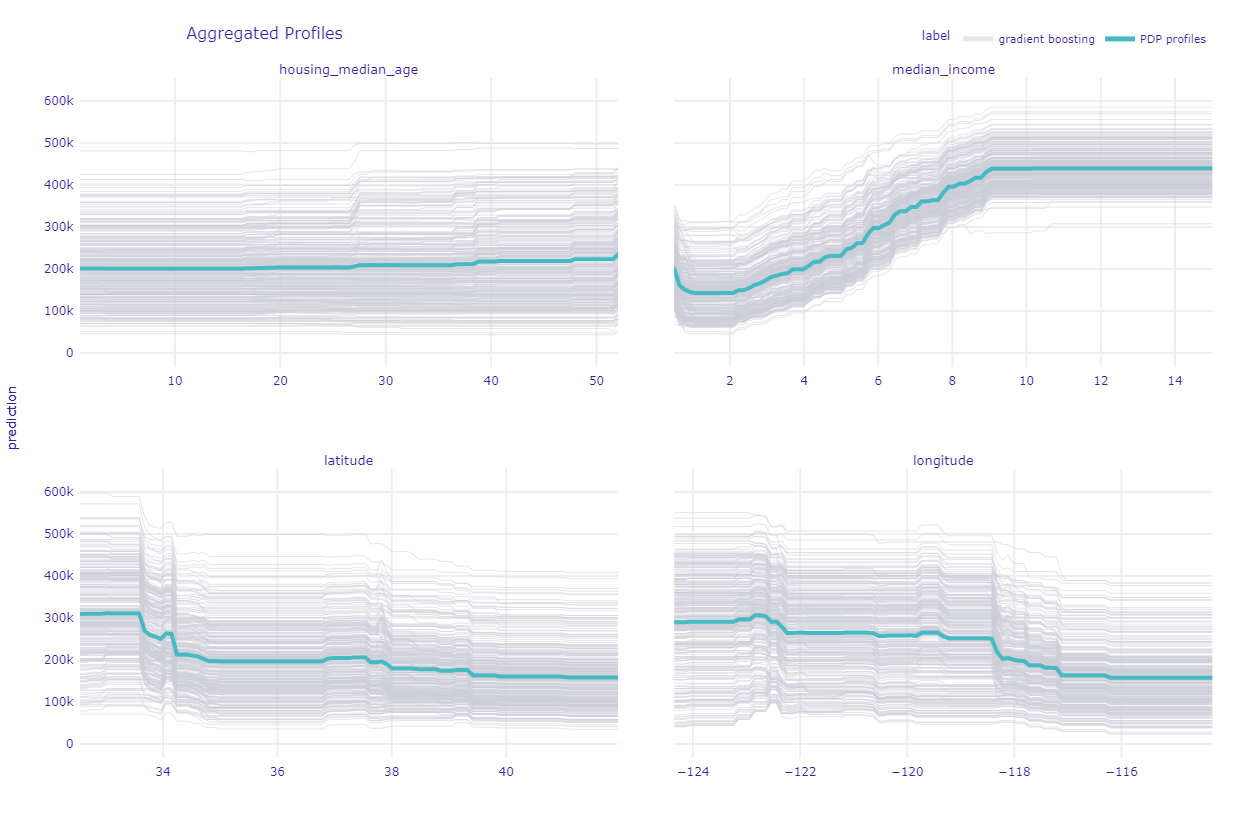 Aggregated Profiles
label gradient boosting PDP profiles
housing_median_age median_income
600k
500k
400k
300k
200k
100k
0
10 20 30 40 50 2 4 6 8 10 12 14
prediction
latitude longitude
600k
500k
400k
300k
200k
100k
0
34 36 38 40 −124 −122 −120 −118 −116